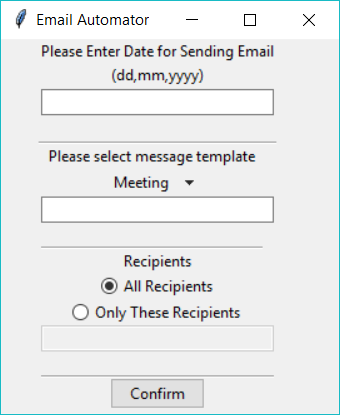 Email Automator
Please Enter Date for Sending Email
(dd,mm,yyyy)
Please select message template
Meeting
Recipients
All Recipients
Only These Recipients
Confirm